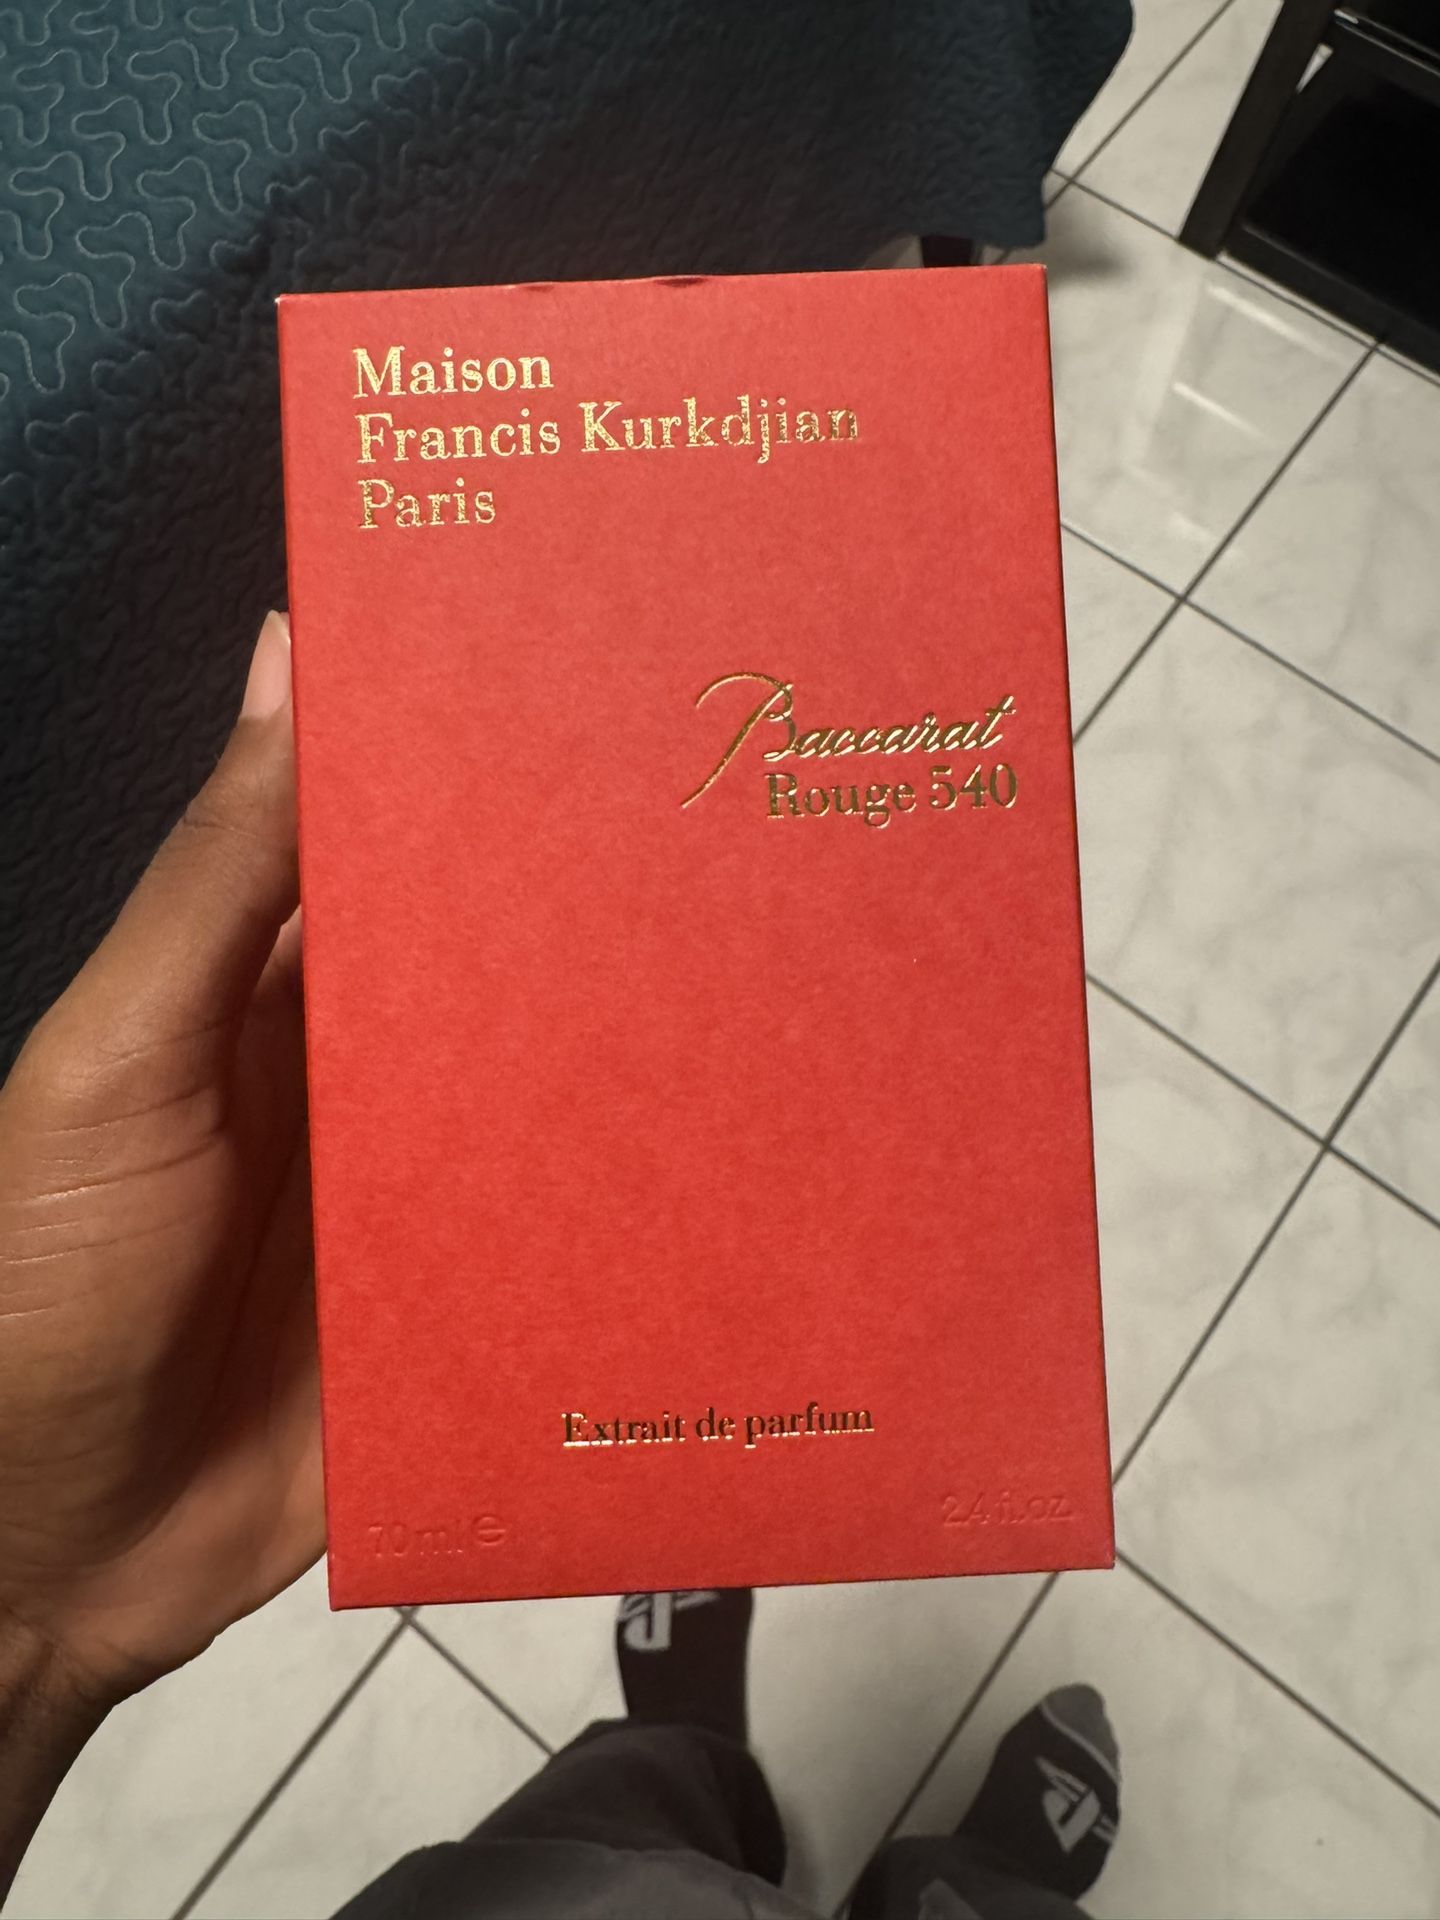 Maison
Francis Kurkdjian
Paris
Baccarat
Rouge 540
Extrait de parfum
70 ml ℮
2.4 fl.oz